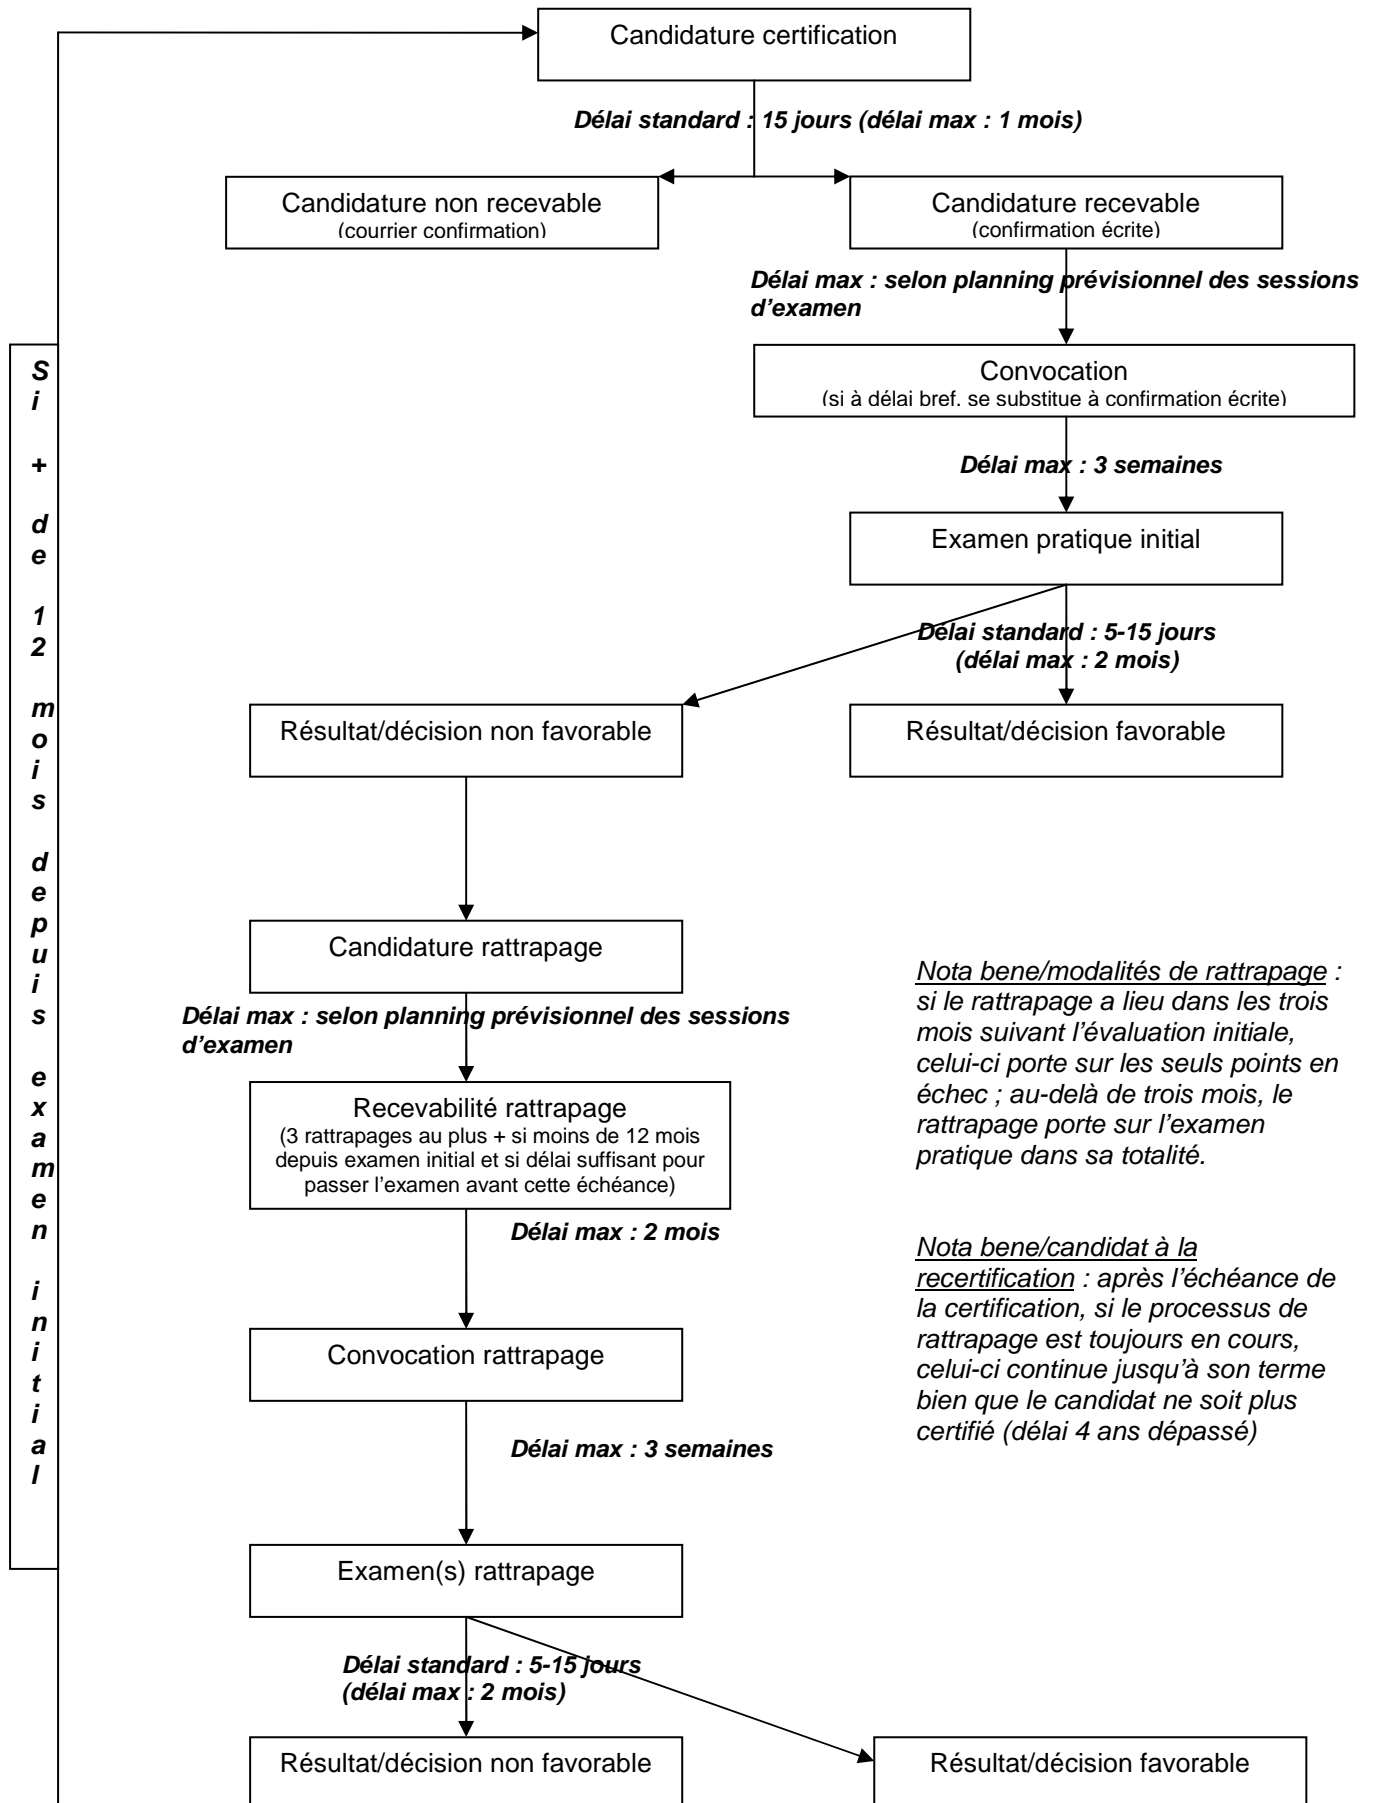 Candidature certification
Délai standard : 15 jours (délai max : 1 mois)
Candidature non recevable
(courrier confirmation)
Candidature recevable
(confirmation écrite)
Délai max : selon planning prévisionnel des sessions
d'examen
Convocation
(si à délai bref, se substitue à confirmation écrite)
Délai max : 3 semaines
Examen pratique initial
Délai standard : 5-15 jours
(délai max : 2 mois)
Résultat/décision non favorable
Résultat/décision favorable
Candidature rattrapage
Délai max : selon planning prévisionnel des sessions
d'examen
Recevabilité rattrapage
(3 rattrapages au plus + si moins de 12 mois
depuis examen initial et si délai suffisant pour
passer l'examen avant cette échéance)
Délai max : 2 mois
Convocation rattrapage
Délai max : 3 semaines
Examen(s) rattrapage
Délai standard : 5-15 jours
(délai max : 2 mois)
Résultat/décision non favorable
Résultat/décision favorable
Si + de 12 mois depuis examen initial
Nota bene/modalités de rattrapage :
si le rattrapage a lieu dans les trois
mois suivant l'évaluation initiale,
celui-ci porte sur les seuls points en
échec ; au-delà de trois mois, le
rattrapage porte sur l'examen
pratique dans sa totalité.
Nota bene/candidat à la
recertification : après l'échéance de
la certification, si le processus de
rattrapage est toujours en cours,
celui-ci continue jusqu'à son terme
bien que le candidat ne soit plus
certifié (délai 4 ans dépassé)